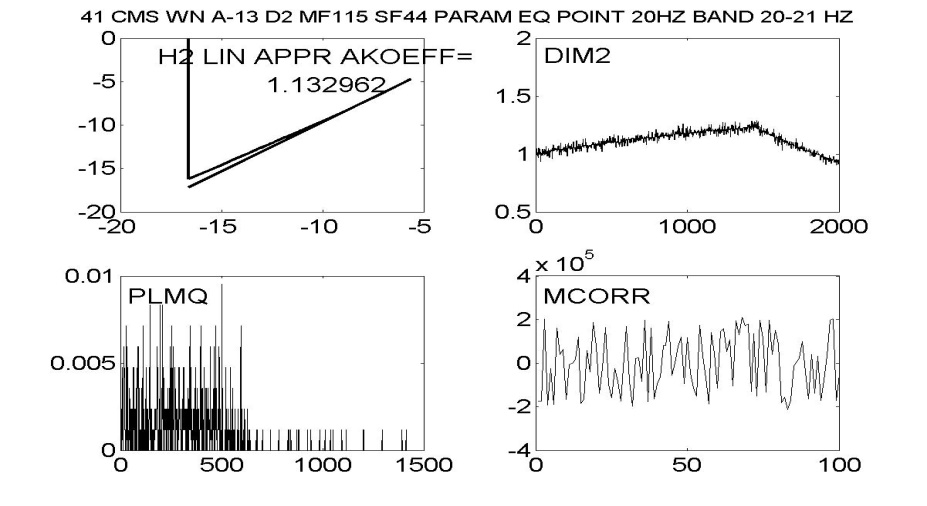 41 CMS WN A-13 D2 MF115 SF44 PARAM EQ POINT 20HZ BAND 20-21 HZ
H2 LIN APPR AKOEFF=
1.132962
0
-5
-10
-15
-20
-20 -15 -10 -5
DIM2
2
1.5
1
0.5
0 1000 2000
PLMQ
0.01
0.005
0
0 500 1000 1500
x 10^5
MCORR
4
2
0
-2
-4
0 50 100